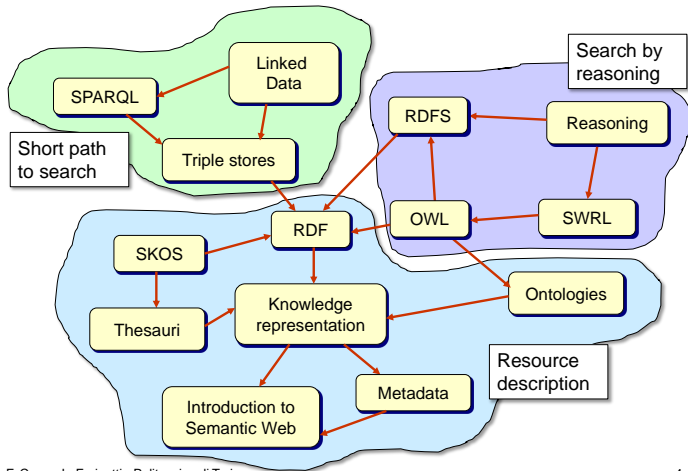 Linked
Data
Search by
reasoning
SPARQL
RDFS
Reasoning
Short path
to search
Triple stores
RDF
OWL
SWRL
SKOS
Ontologies
Knowledge
representation
Thesauri
Resource
description
Metadata
Introduction to
Semantic Web